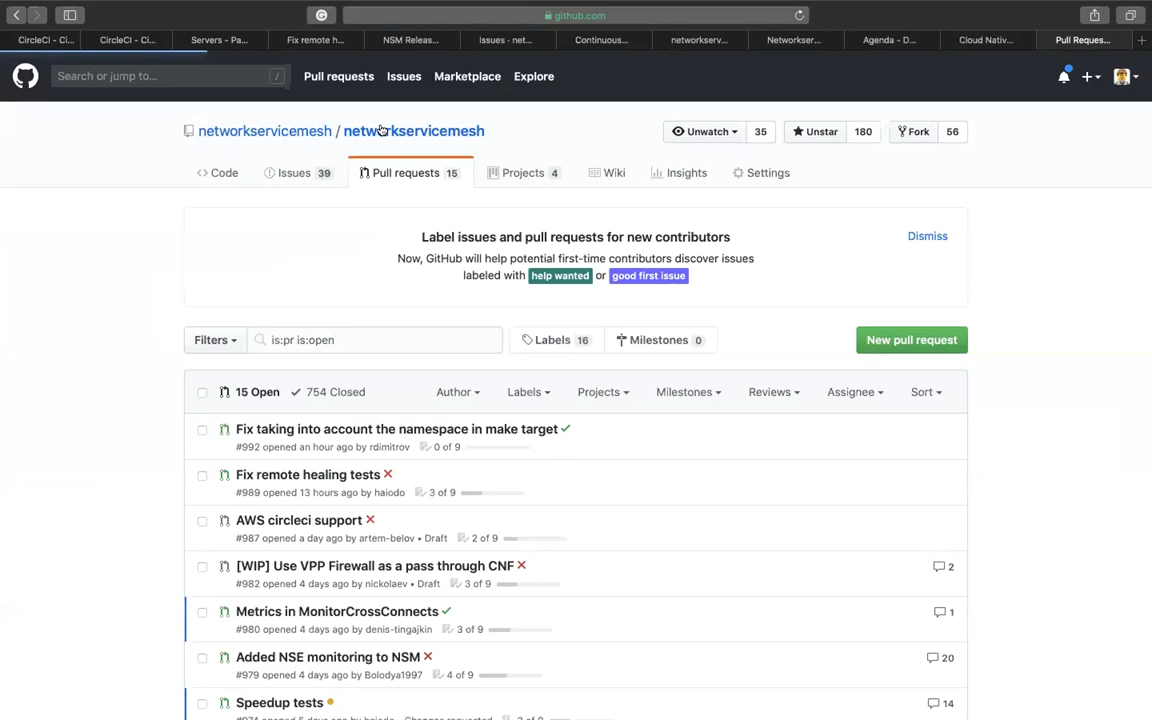 github.com
CircleCI - Ci...
CircleCI - Ci...
Servers - Pa...
Fix remote h...
NSM Releas...
Issues · net...
Continuous...
networkserv...
Networkser...
Agenda - D...
Cloud Nativ...
Pull Reques...
Search or jump to...
/
Pull requests
Issues
Marketplace
Explore
networkservicemesh / networkservicemesh
Unwatch 35
Unstar 180
Fork 56
Code
Issues 39
Pull requests 15
Projects 4
Wiki
Insights
Settings
Label issues and pull requests for new contributors
Dismiss
Now, GitHub will help potential first-time contributors discover issues
labeled with help wanted or good first issue
Filters
is:pr is:open
Labels 16
Milestones 0
New pull request
15 Open
754 Closed
Author
Labels
Projects
Milestones
Reviews
Assignee
Sort
Fix taking into account the namespace in make target
#992 opened an hour ago by rdimitrov 0 of 9
Fix remote healing tests
#989 opened 13 hours ago by haiodo 3 of 9
AWS circleci support
#987 opened a day ago by artem-belov • Draft 2 of 9
[WIP] Use VPP Firewall as a pass through CNF
2
#982 opened 4 days ago by nickolaev • Draft 3 of 9
Metrics in MonitorCrossConnects
1
#980 opened 4 days ago by denis-tingajkin 3 of 9
Added NSE monitoring to NSM
20
#979 opened 4 days ago by Bolodya1997 4 of 9
Speedup tests
14